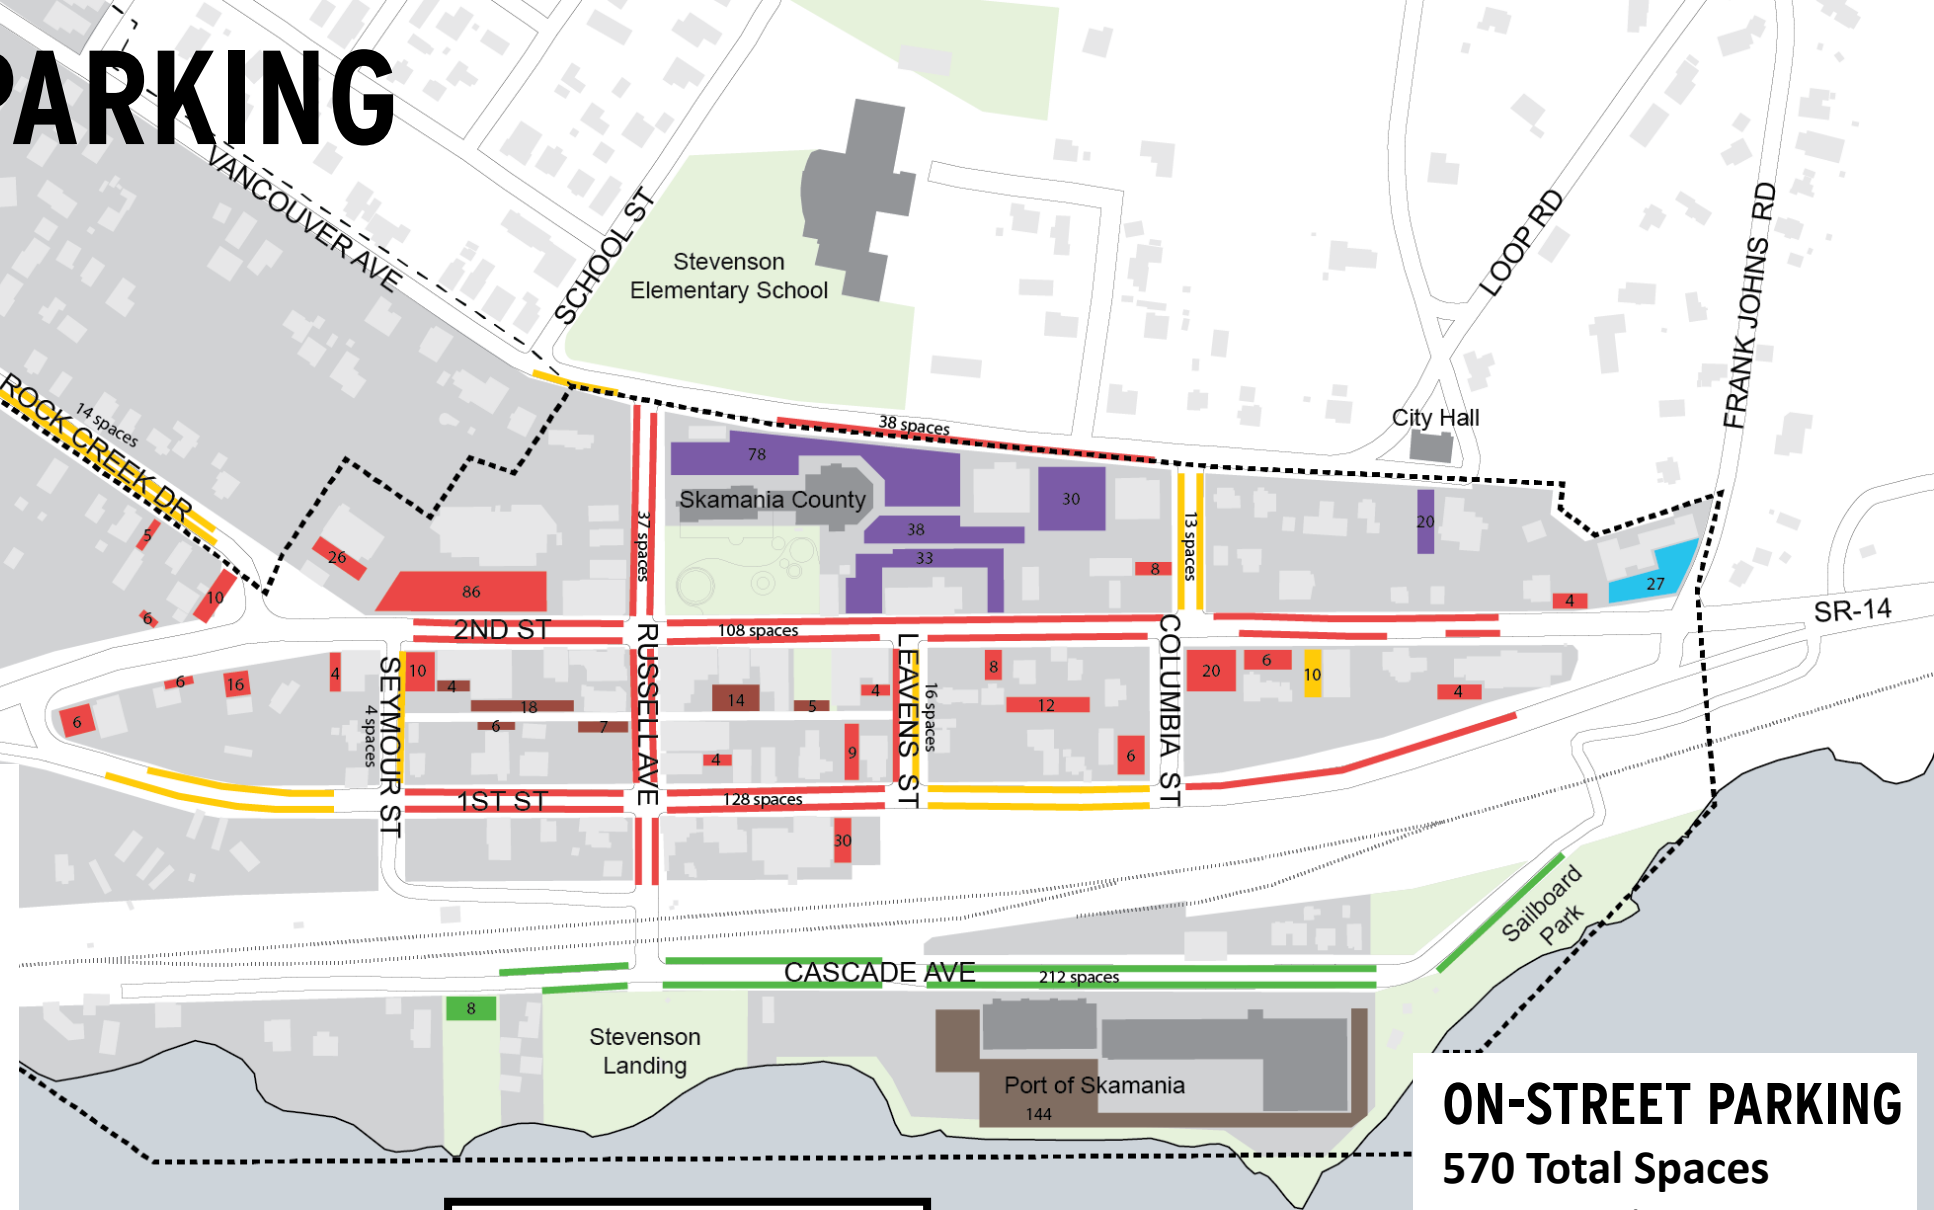 PARKING
VANCOUVER AVE
SCHOOL ST
Stevenson
Elementary School
LOOP RD
FRANK JOHNS RD
City Hall
ROCK CREEK DR
14 spaces
38 spaces
78
Skamania County
30
38
33
20
37 spaces
13 spaces
8
5
26
86
10
6
4
27
SR-14
2ND ST
108 spaces
RUSSELL AVE
LEAVENS ST
COLUMBIA ST
SEYMOUR ST
4 spaces
16 spaces
6
16
4
10
4
18
6
7
14
5
4
8
12
20
6
10
4
6
4
9
6
1ST ST
128 spaces
30
Sailboard
Park
CASCADE AVE
212 spaces
8
Stevenson
Landing
Port of Skamania
144
ON-STREET PARKING
570 Total Spaces